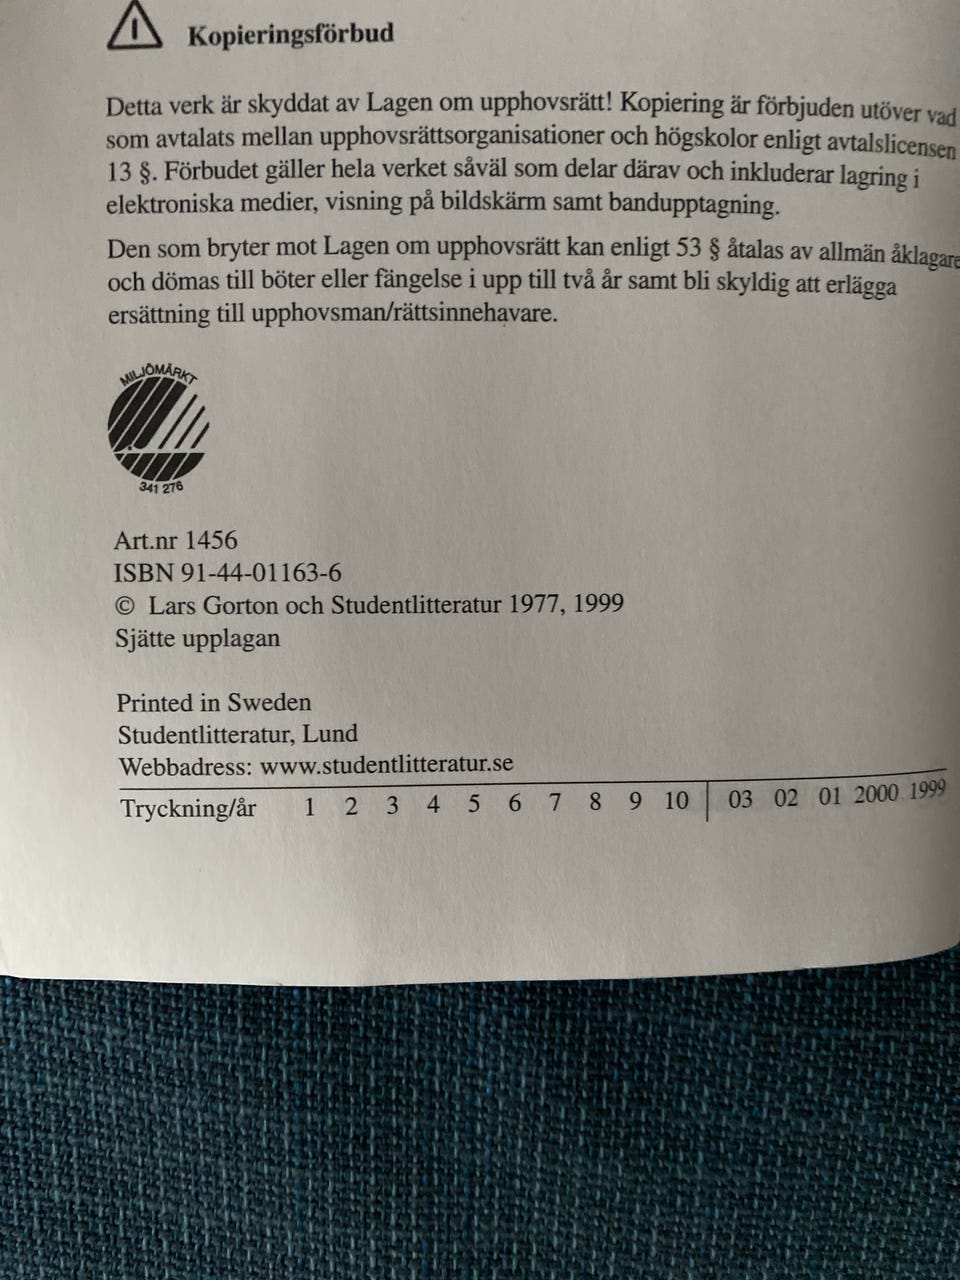 Kopieringsförbud
Detta verk är skyddat av Lagen om upphovsrätt! Kopiering är förbjuden utöver vad
som avtalats mellan upphovsrättsorganisationer och högskolor enligt avtalslicensen
13 §. Förbudet gäller hela verket såväl som delar därav och inkluderar lagring i
elektroniska medier, visning på bildskärm samt bandupptagning.
Den som bryter mot Lagen om upphovsrätt kan enligt 53 § åtalas av allmän åklagare
och dömas till böter eller fängelse i upp till två år samt bli skyldig att erlägga
ersättning till upphovsman/rättsinnehavare.
MILJÖMÄRKT
341 276
Art.nr 1456
ISBN 91-44-01163-6
© Lars Gorton och Studentlitteratur 1977, 1999
Sjätte upplagan
Printed in Sweden
Studentlitteratur, Lund
Webbadress: www.studentlitteratur.se
Tryckning/år 1 2 3 4 5 6 7 8 9 10 03 02 01 2000 1999